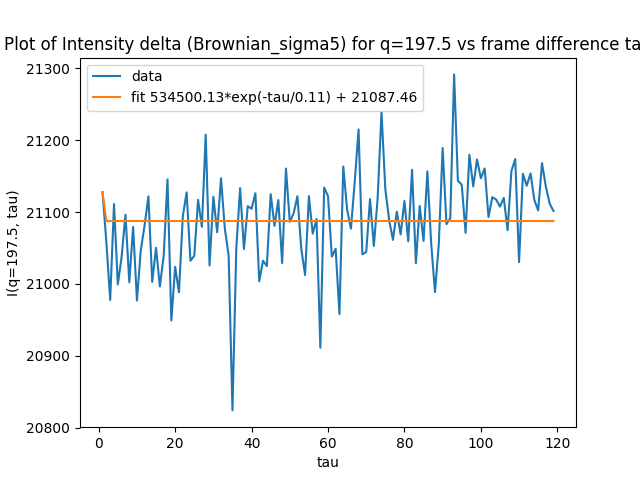 Plot of Intensity delta (Brownian_sigma5) for q=197.5 vs frame difference ta
data
fit 534500.13*exp(-tau/0.11) + 21087.46
21300
21200
21100
21000
20900
20800
I(q=197.5, tau)
0 20 40 60 80 100 120
tau